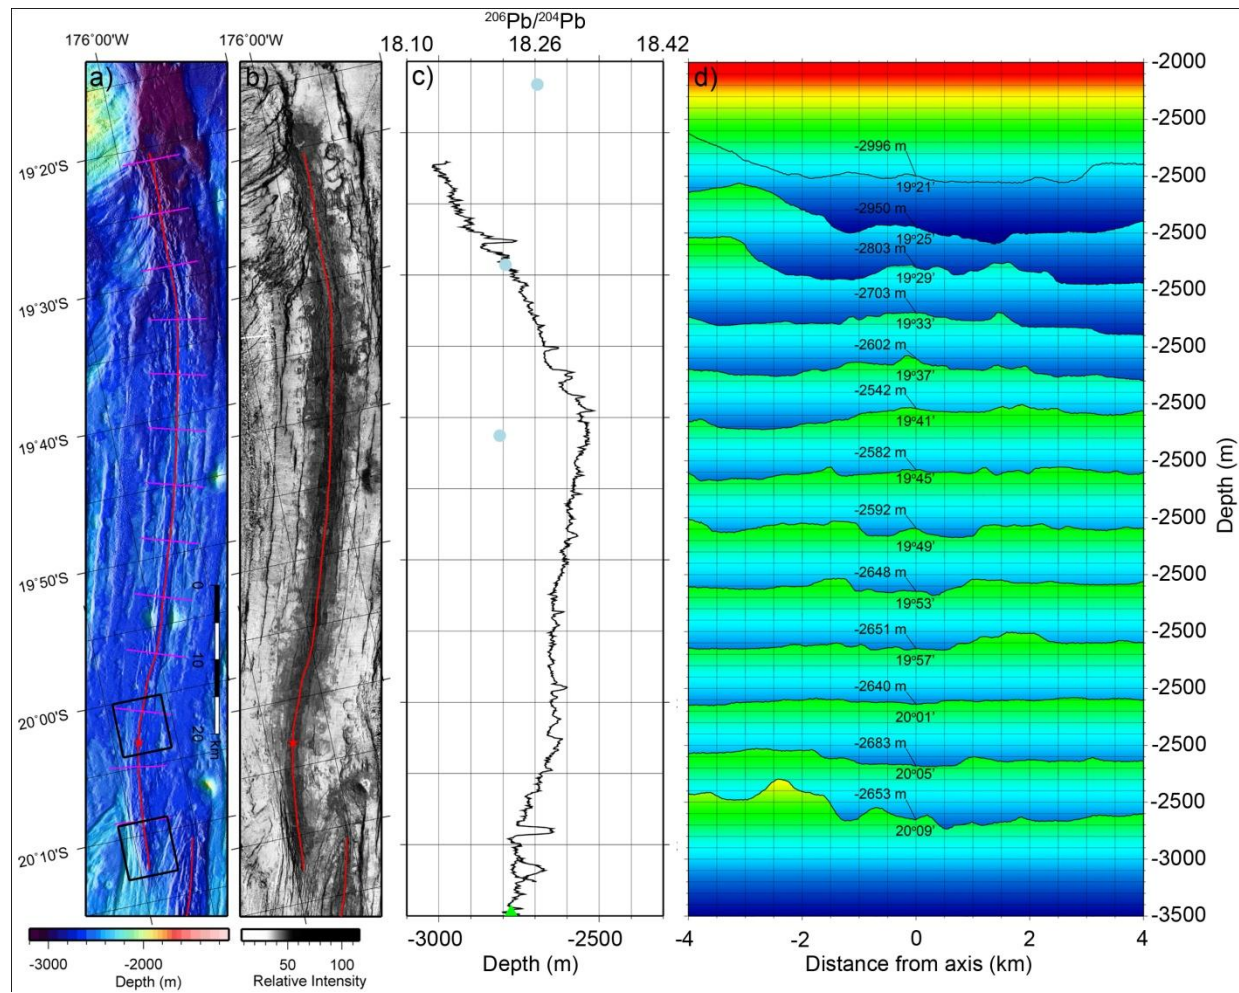 206Pb/204Pb
176°00'W
176°00'W
18.10
18.26
18.42
a)
b)
c)
d)
19°20'S
19°30'S
19°40'S
19°50'S
20°00'S
20°10'S
0
10
20
km
-3000
-2000
Depth (m)
50
100
Relative Intensity
-3000
-2500
Depth (m)
-2996 m
19°21'
-2950 m
19°25'
-2803 m
19°29'
-2703 m
19°33'
-2602 m
19°37'
-2542 m
19°41'
-2582 m
19°45'
-2592 m
19°49'
-2648 m
19°53'
-2651 m
19°57'
-2640 m
20°01'
-2683 m
20°05'
-2653 m
20°09'
-2000
-2500
-2500
-2500
-2500
-2500
-2500
-2500
-2500
-2500
-2500
-2500
-2500
-2500
-3000
-3500
Depth (m)
-4
-2
0
2
4
Distance from axis (km)